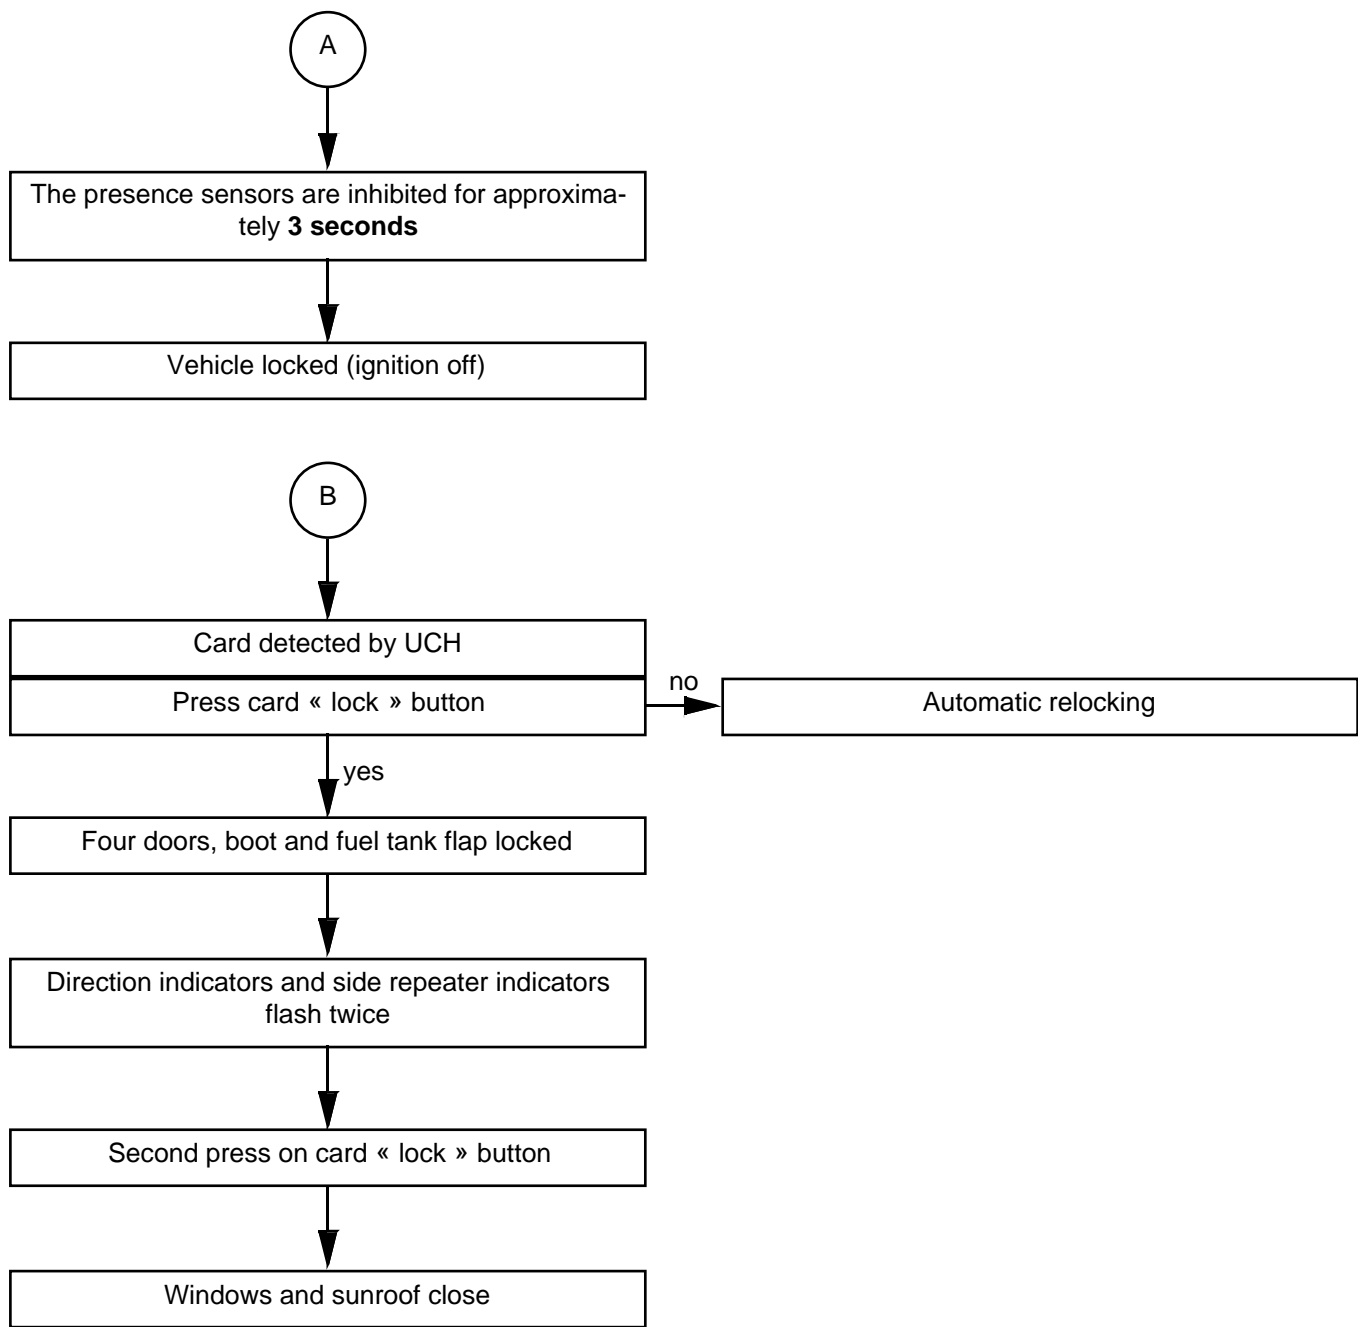 A
The presence sensors are inhibited for approxima-
tely 3 seconds
Vehicle locked (ignition off)
B
Card detected by UCH
Press card « lock » button
no
Automatic relocking
yes
Four doors, boot and fuel tank flap locked
Direction indicators and side repeater indicators
flash twice
Second press on card « lock » button
Windows and sunroof close